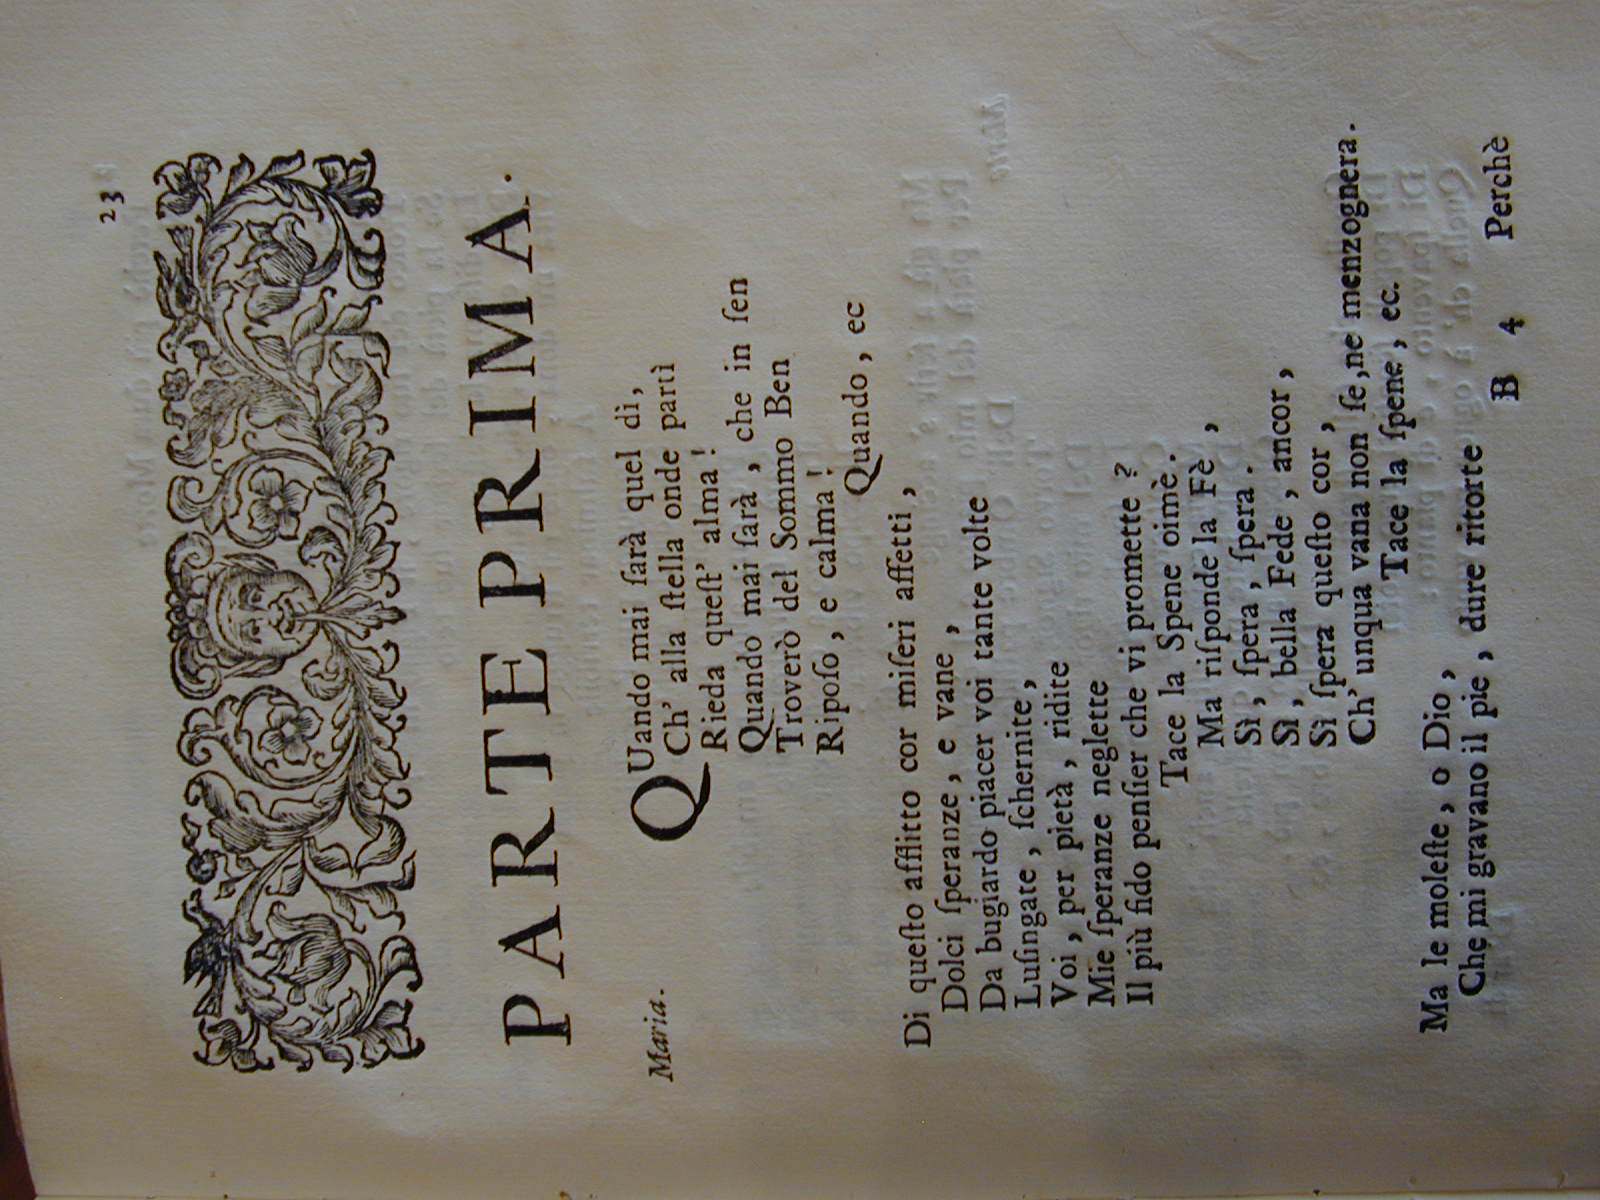 23
PARTE PRIMA.
Maria. QUando mai ſarà quel dì,
Ch' alla ſtella onde partì
Rieda queſt' alma!
Quando mai ſarà, che in ſen
Troverò del Sommo Ben
Ripoſo, e calma!
Quando, ec
Di queſto afflitto cor miſeri affetti,
Dolci ſperanze, e vane,
Da bugiardo piacer voi tante volte
Luſingate, ſchernite,
Voi, per pietà, ridite
Mie ſperanze neglette
Il più fido penſier che vi promette?
Tace la Spene oimè.
Ma riſponde la Fè,
Sì, ſpera, ſpera.
Sì, bella Fede, ancor,
Sì ſpera queſto cor,
Ch' unqua vana non ſe,ne menzognera.
Tace la ſpene, ec.
Ma le moleſte, o Dio,
Che mi gravano il pie, dure ritorte
B 4 Perchè